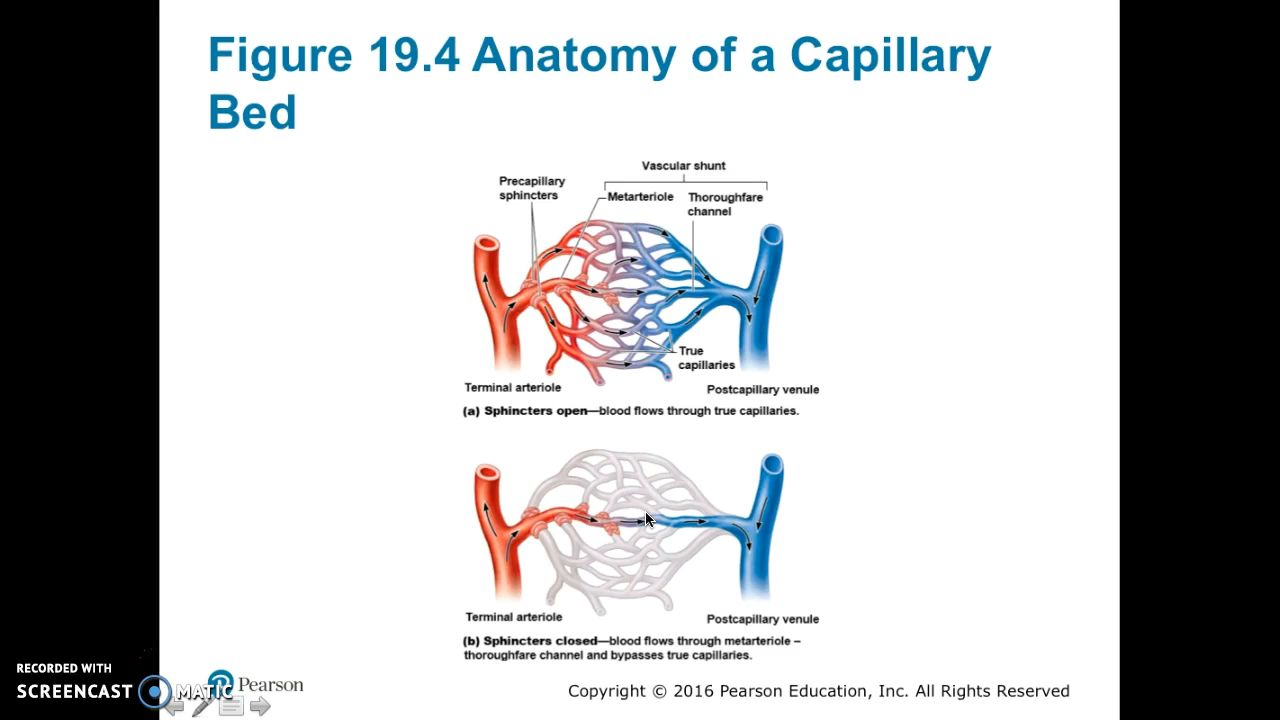 Figure 19.4 Anatomy of a Capillary
Bed
Vascular shunt
Precapillary
sphincters
Metarteriole
Thoroughfare
channel
True
capillaries
Terminal arteriole
Postcapillary venule
(a) Sphincters open—blood flows through true capillaries.
Terminal arteriole
Postcapillary venule
(b) Sphincters closed—blood flows through metarteriole –
thoroughfare channel and bypasses true capillaries.
RECORDED WITH
SCREENCAST MATIC
Pearson
Copyright © 2016 Pearson Education, Inc. All Rights Reserved